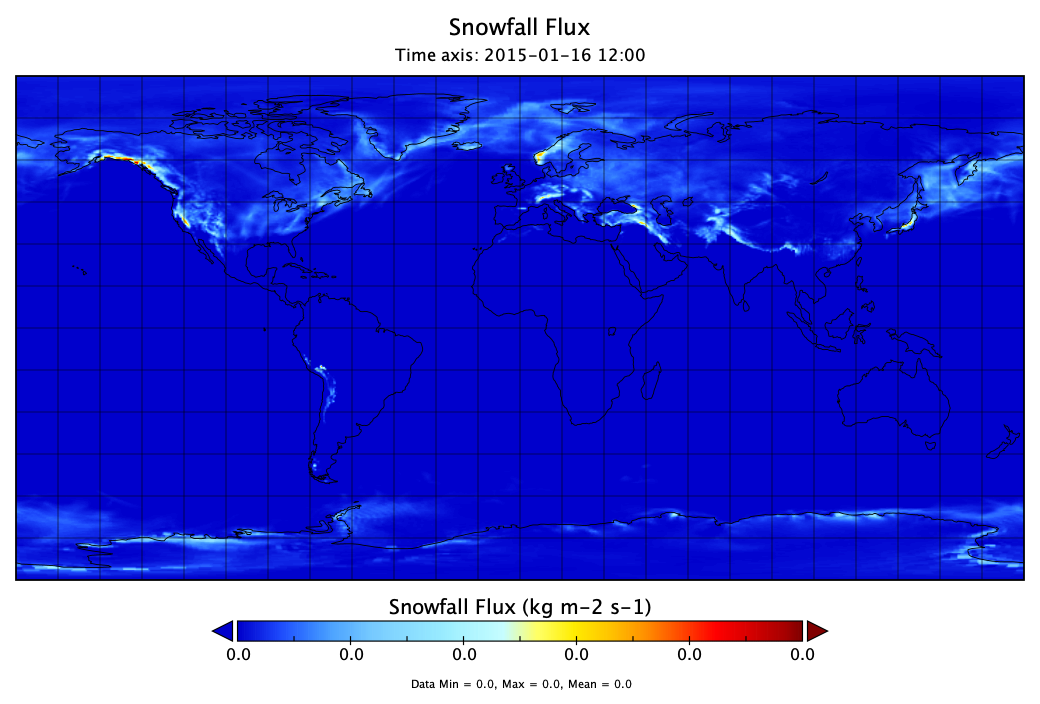 Snowfall Flux
Time axis: 2015-01-16 12:00
Snowfall Flux (kg m-2 s-1)
0.0 0.0 0.0 0.0 0.0 0.0
Data Min = 0.0, Max = 0.0, Mean = 0.0